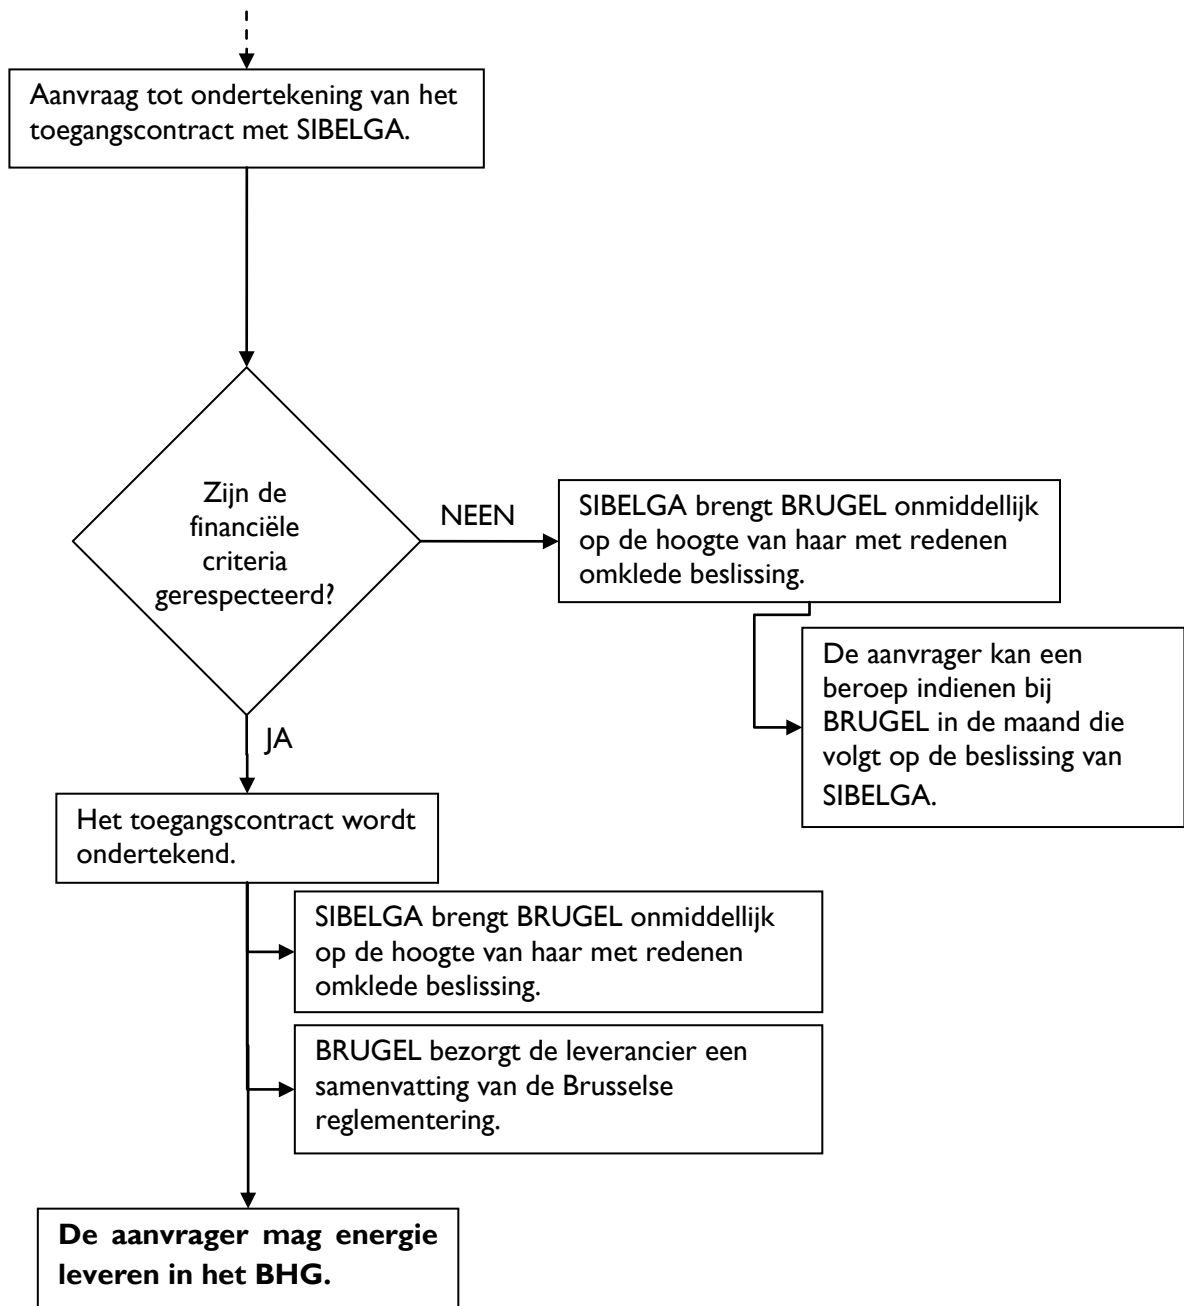 Aanvraag tot ondertekening van het
toegangscontract met SIBELGA.
Zijn de
financiële
criteria
gerespecteerd?
NEEN
SIBELGA brengt BRUGEL onmiddellijk
op de hoogte van haar met redenen
omklede beslissing.
De aanvrager kan een
beroep indienen bij
BRUGEL in de maand die
volgt op de beslissing van
SIBELGA.
JA
Het toegangscontract wordt
ondertekend.
SIBELGA brengt BRUGEL onmiddellijk
op de hoogte van haar met redenen
omklede beslissing.
BRUGEL bezorgt de leverancier een
samenvatting van de Brusselse
reglementering.
De aanvrager mag energie
leveren in het BHG.